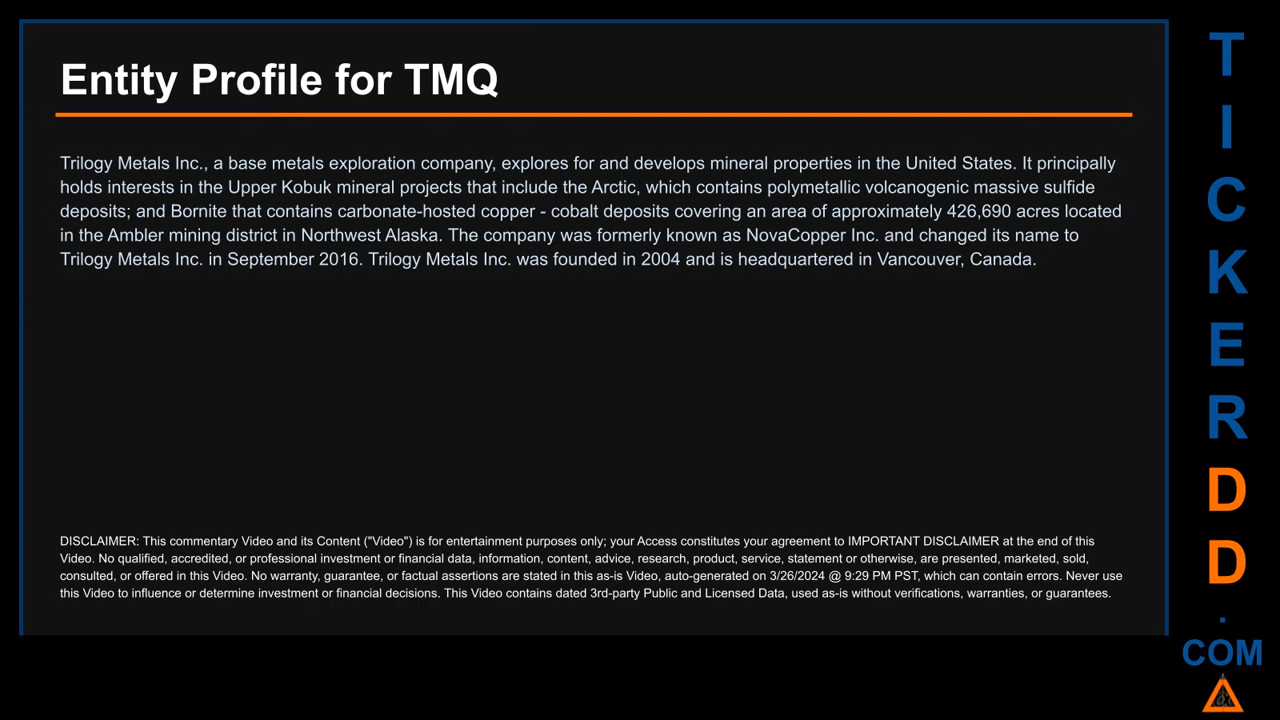 Entity Profile for TMQ
Trilogy Metals Inc., a base metals exploration company, explores for and develops mineral properties in the United States. It principally
holds interests in the Upper Kobuk mineral projects that include the Arctic, which contains polymetallic volcanogenic massive sulfide
deposits; and Bornite that contains carbonate-hosted copper - cobalt deposits covering an area of approximately 426,690 acres located
in the Ambler mining district in Northwest Alaska. The company was formerly known as NovaCopper Inc. and changed its name to
Trilogy Metals Inc. in September 2016. Trilogy Metals Inc. was founded in 2004 and is headquartered in Vancouver, Canada.
DISCLAIMER: This commentary Video and its Content ("Video") is for entertainment purposes only; your Access constitutes your agreement to IMPORTANT DISCLAIMER at the end of this
Video. No qualified, accredited, or professional investment or financial data, information, content, advice, research, product, service, statement or otherwise, are presented, marketed, sold,
consulted, or offered in this Video. No warranty, guarantee, or factual assertions are stated in this as-is Video, auto-generated on 3/26/2024 @ 9:29 PM PST, which can contain errors. Never use
this Video to influence or determine investment or financial decisions. This Video contains dated 3rd-party Public and Licensed Data, used as-is without verifications, warranties, or guarantees.
T
I
C
K
E
R
D
D
.
COM